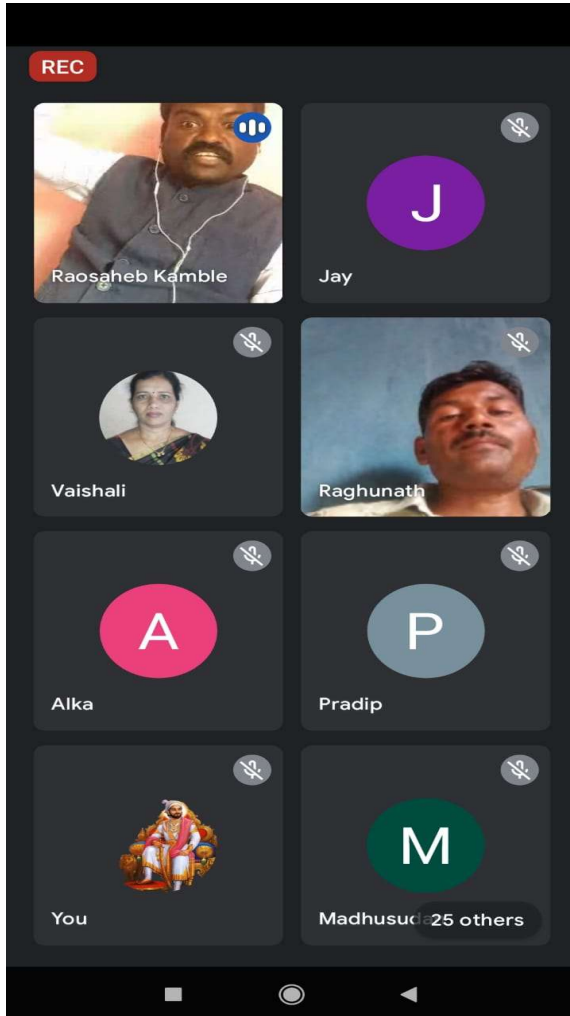 REC
Raosaheb Kamble
J
Jay
Vaishali
Raghunath
A
Alka
P
Pradip
You
M
25 others